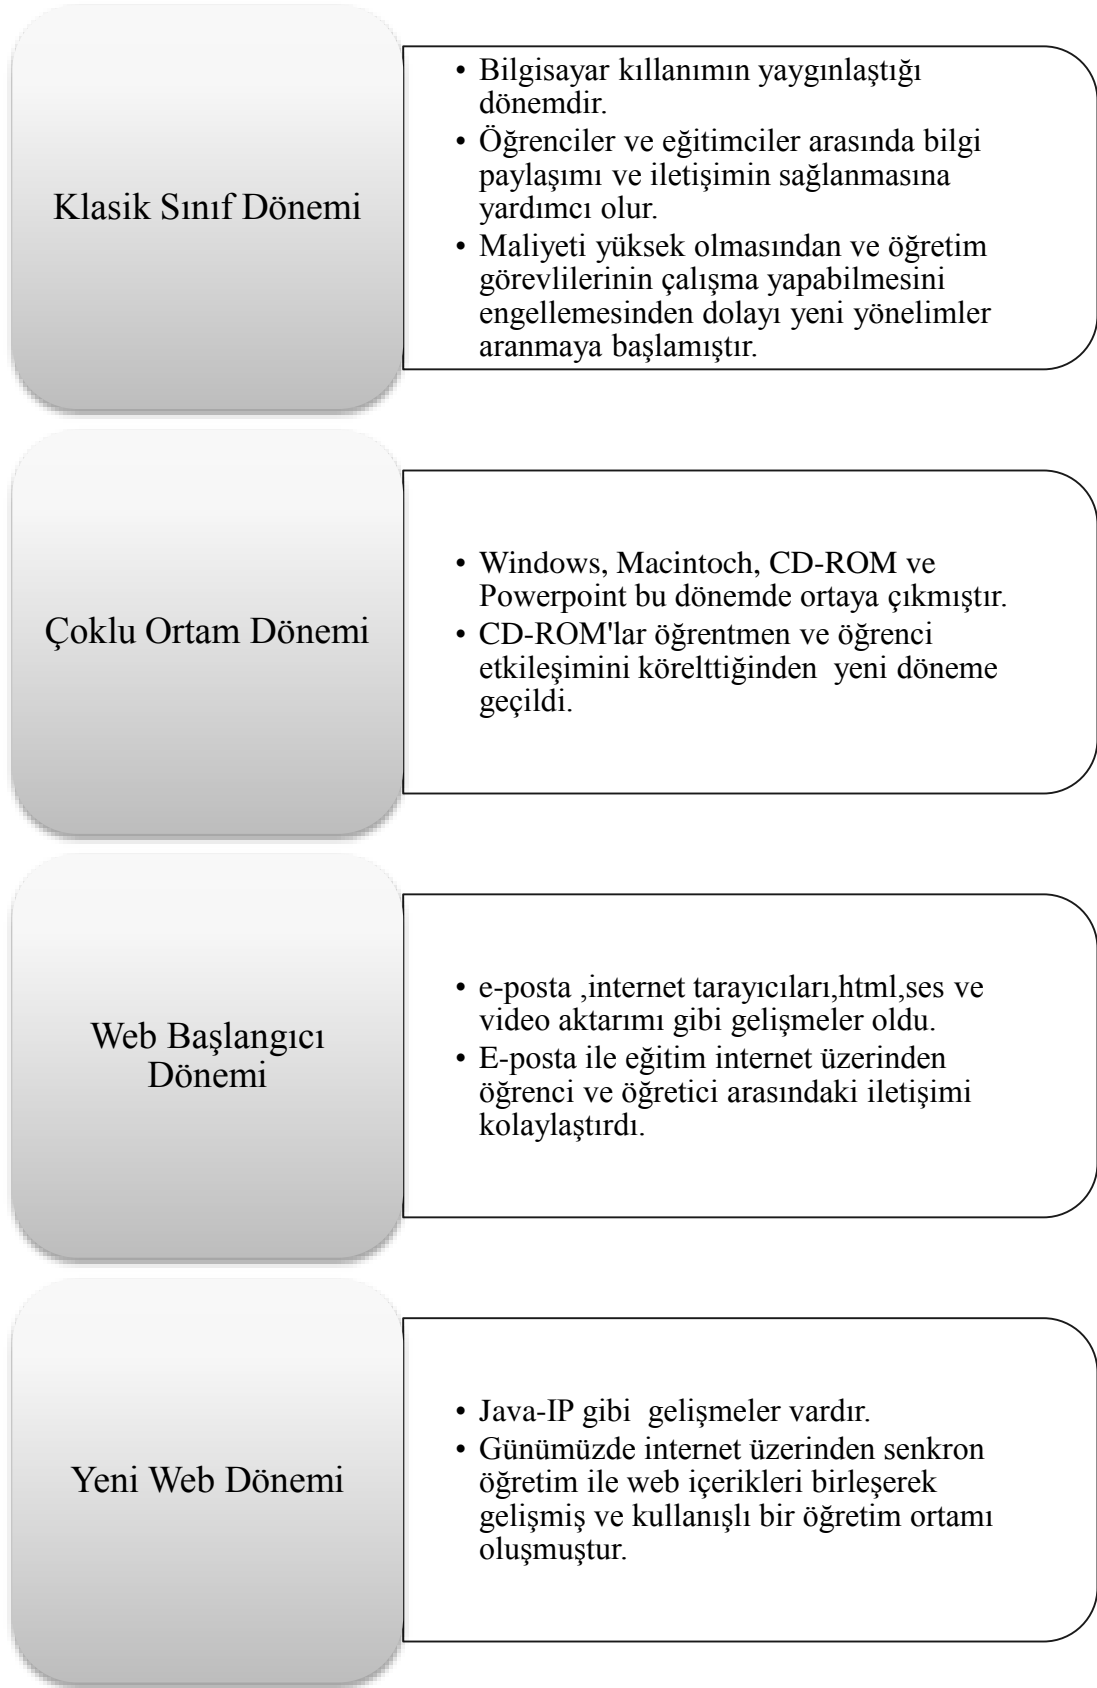 Klasik Sınıf Dönemi
• Bilgisayar kıllanımın yaygınlaştığı
dönemdir.
• Öğrenciler ve eğitimciler arasında bilgi
paylaşımı ve iletişimin sağlanmasına
yardımcı olur.
• Maliyeti yüksek olmasından ve öğretim
görevlilerinin çalışma yapabilmesini
engellemesinden dolayı yeni yönelimler
aranmaya başlamıştır.
Çoklu Ortam Dönemi
• Windows, Macintoch, CD-ROM ve
Powerpoint bu dönemde ortaya çıkmıştır.
• CD-ROM'lar öğrentmen ve öğrenci
etkileşimini körelttiğinden  yeni döneme
geçildi.
Web Başlangıcı
Dönemi
• e-posta ,internet tarayıcıları,html,ses ve
video aktarımı gibi gelişmeler oldu.
• E-posta ile eğitim internet üzerinden
öğrenci ve öğretici arasındaki iletişimi
kolaylaştırdı.
Yeni Web Dönemi
• Java-IP gibi  gelişmeler vardır.
• Günümüzde internet üzerinden senkron
öğretim ile web içerikleri birleşerek
gelişmiş ve kullanışlı bir öğretim ortamı
oluşmuştur.